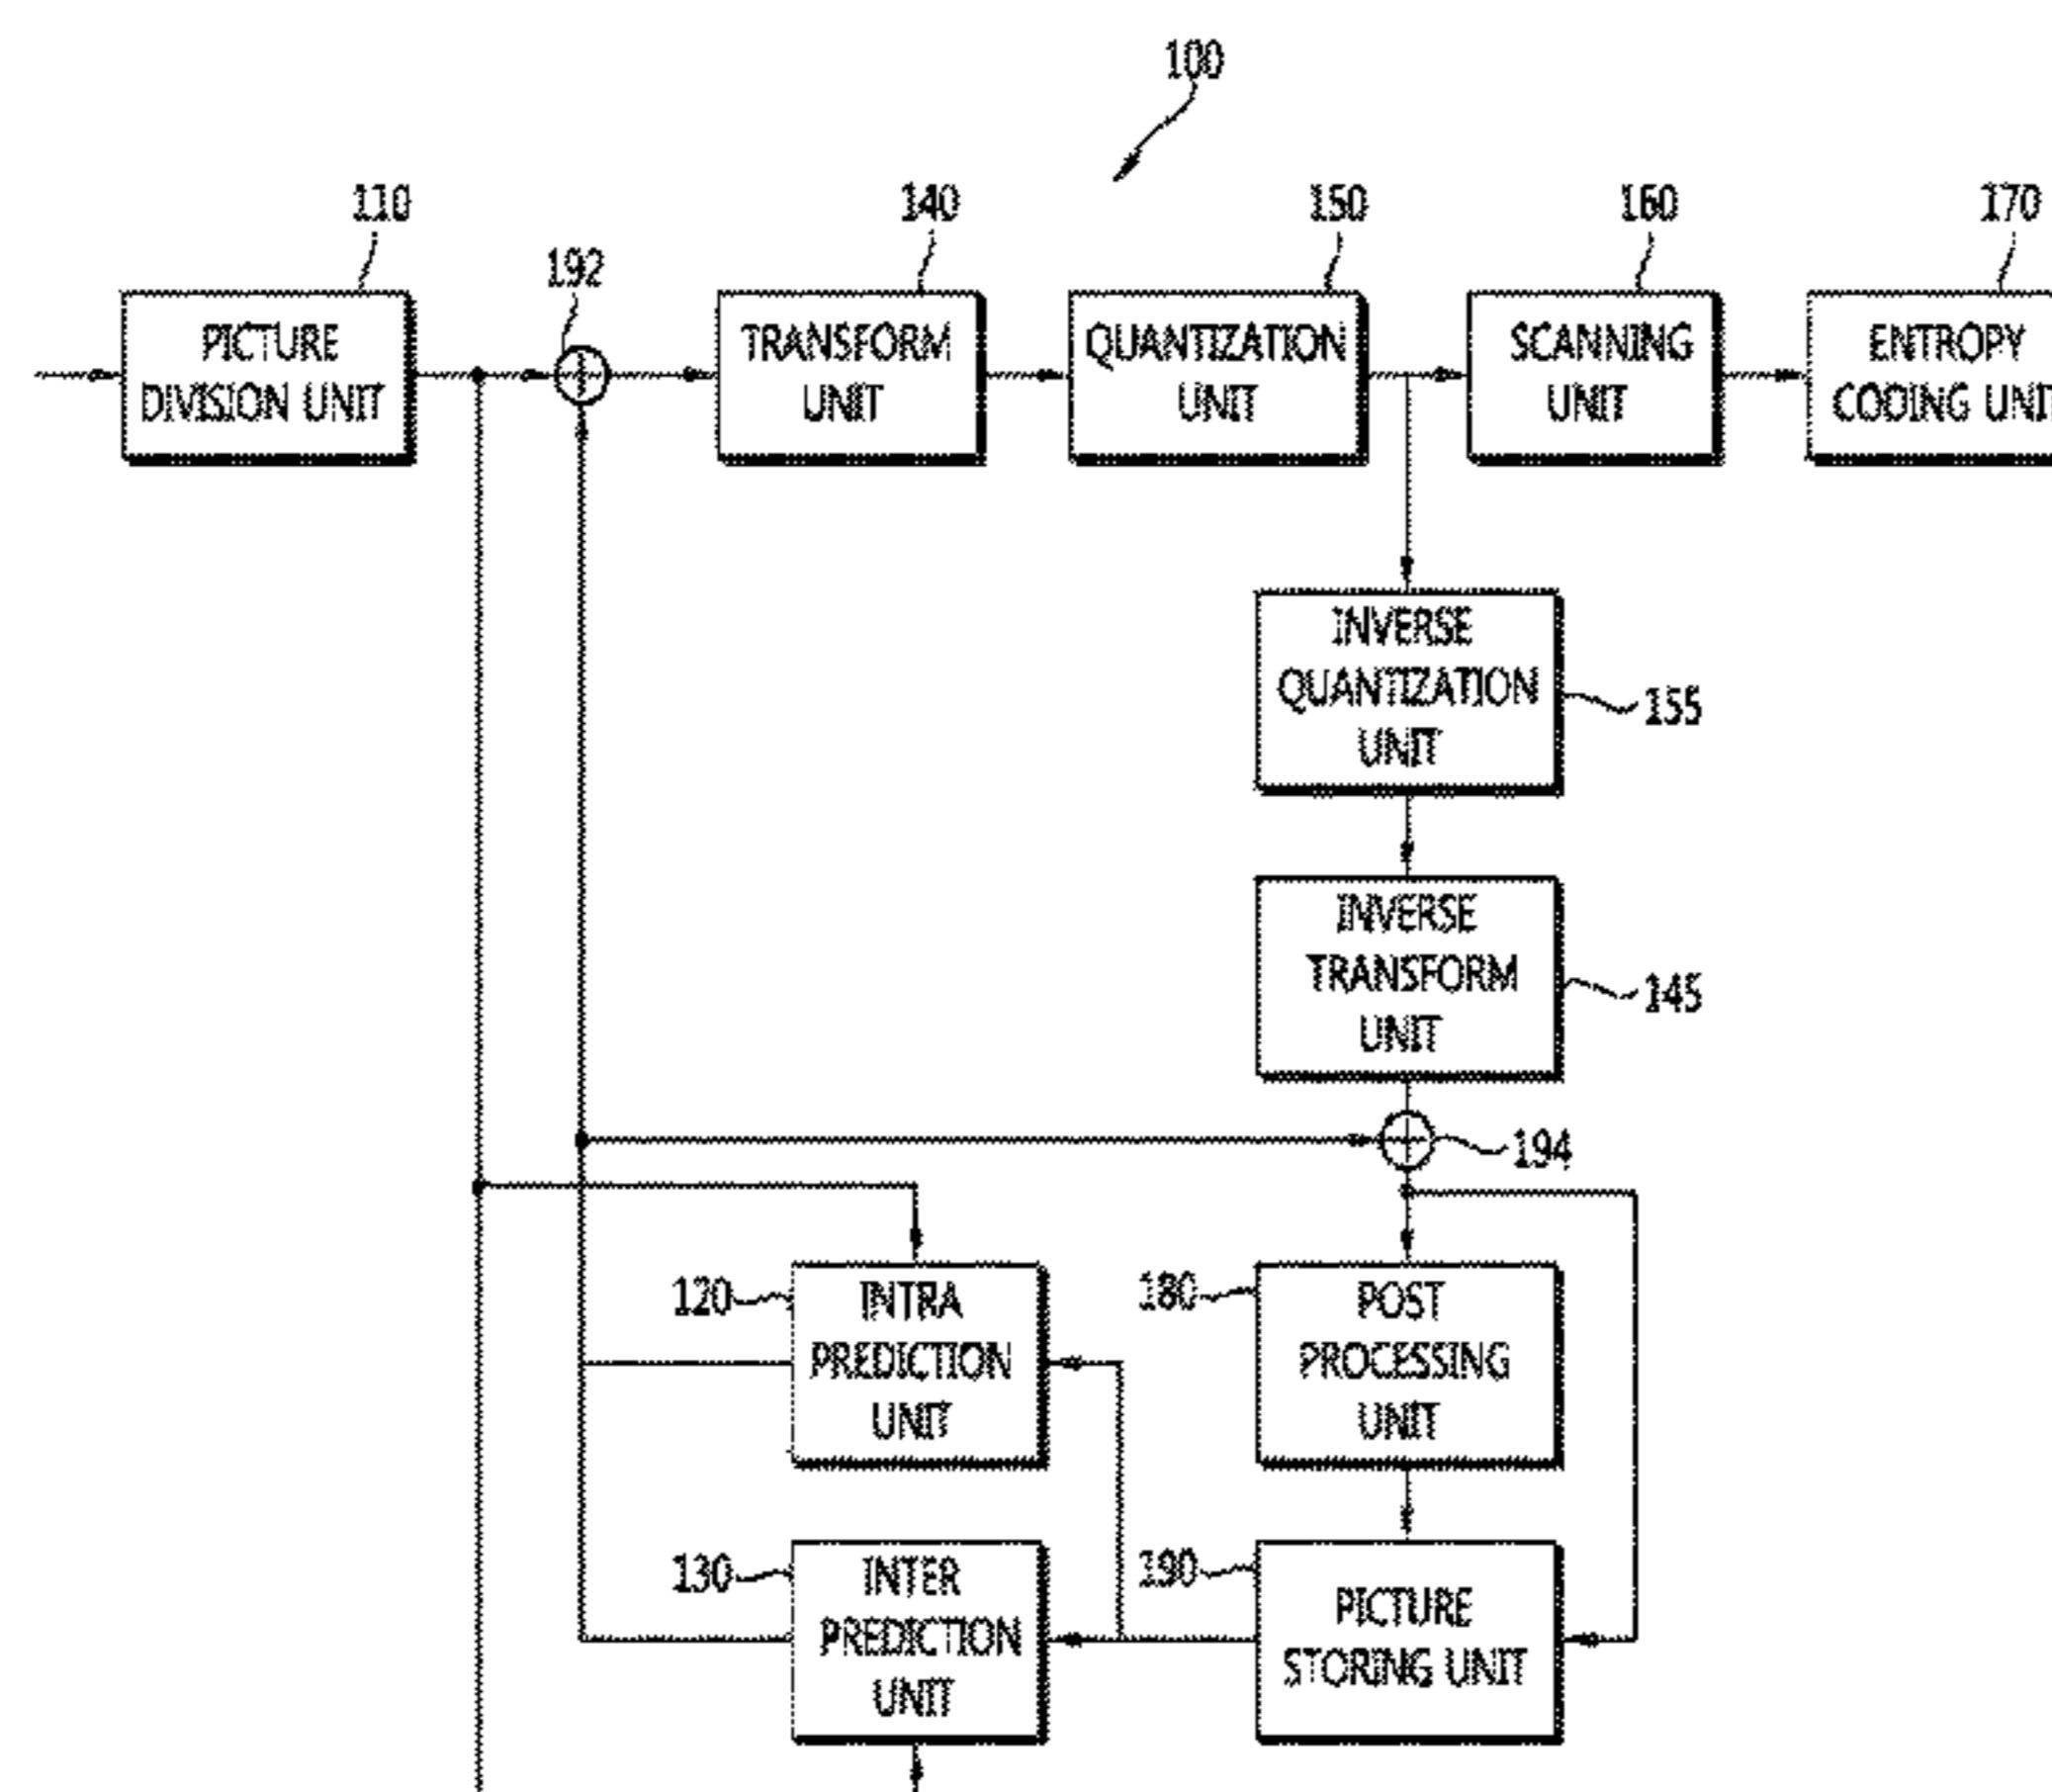 100
110
140
150
160
170
192
PICTURE
DIVISION UNIT
TRANSFORM
UNIT
QUANTIZATION
UNIT
SCANNING
UNIT
ENTROPY
CODING UNIT
INVERSE
QUANTIZATION
UNIT
155
INVERSE
TRANSFORM
UNIT
145
194
120
INTRA
PREDICTION
UNIT
180
POST
PROCESSING
UNIT
130
INTER
PREDICTION
UNIT
190
PICTURE
STORING UNIT